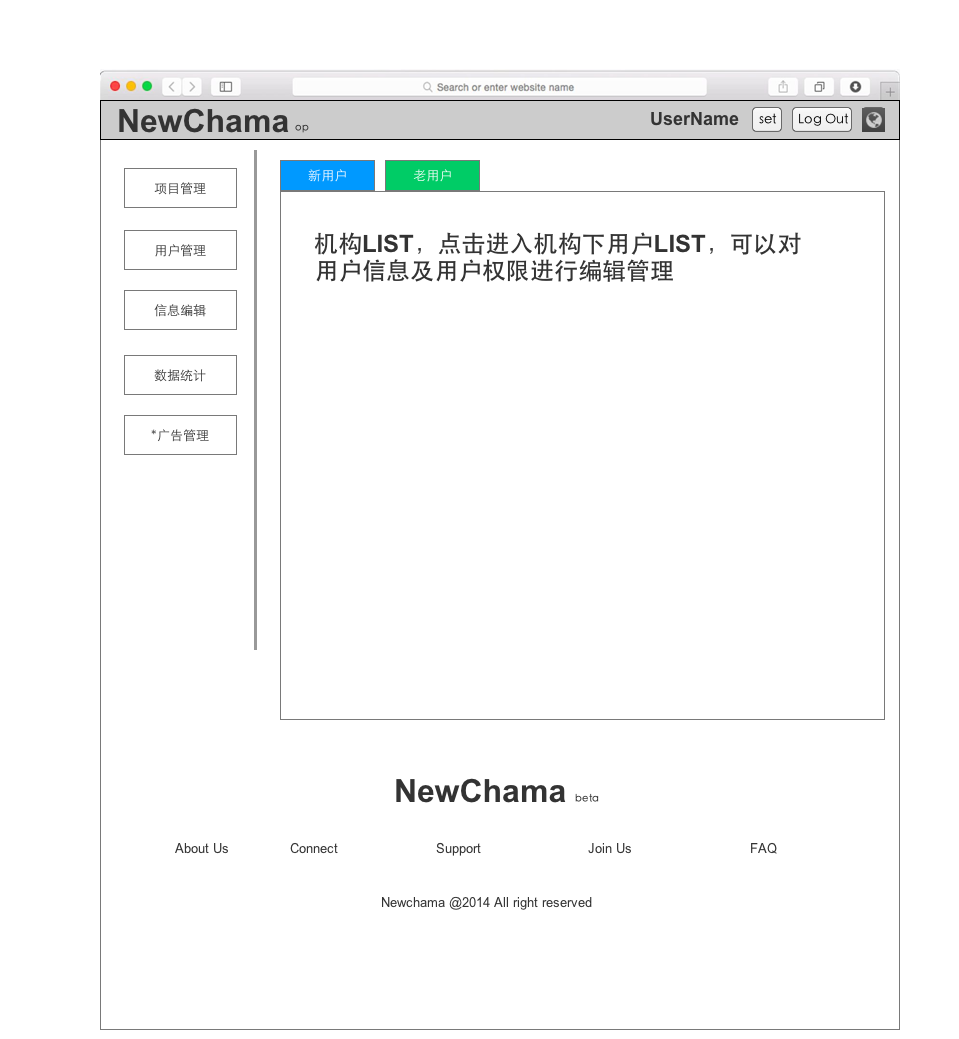 Search or enter website name
NewChama op
UserName set Log Out
项目管理
用户管理
信息编辑
数据统计
*广告管理
新用户 老用户
机构LIST，点击进入机构下用户LIST，可以对
用户信息及用户权限进行编辑管理
NewChama beta
About Us Connect Support Join Us FAQ
Newchama @2014 All right reserved